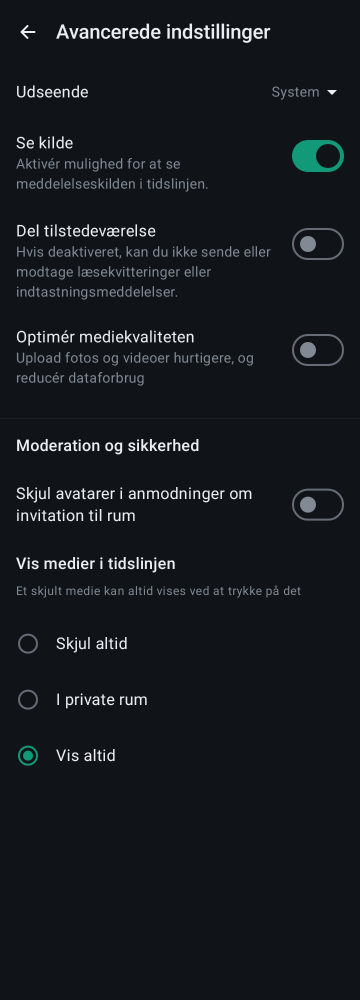 Avancerede indstillinger
Udseende
System
Se kilde
Aktivér mulighed for at se
meddelelseskilden i tidslinjen.
Del tilstedeværelse
Hvis deaktiveret, kan du ikke sende eller
modtage læsekvitteringer eller
indtastningsmeddelelser.
Optimér mediekvaliteten
Upload fotos og videoer hurtigere, og
reducér dataforbrug
Moderation og sikkerhed
Skjul avatarer i anmodninger om
invitation til rum
Vis medier i tidslinjen
Et skjult medie kan altid vises ved at trykke på det
Skjul altid
I private rum
Vis altid